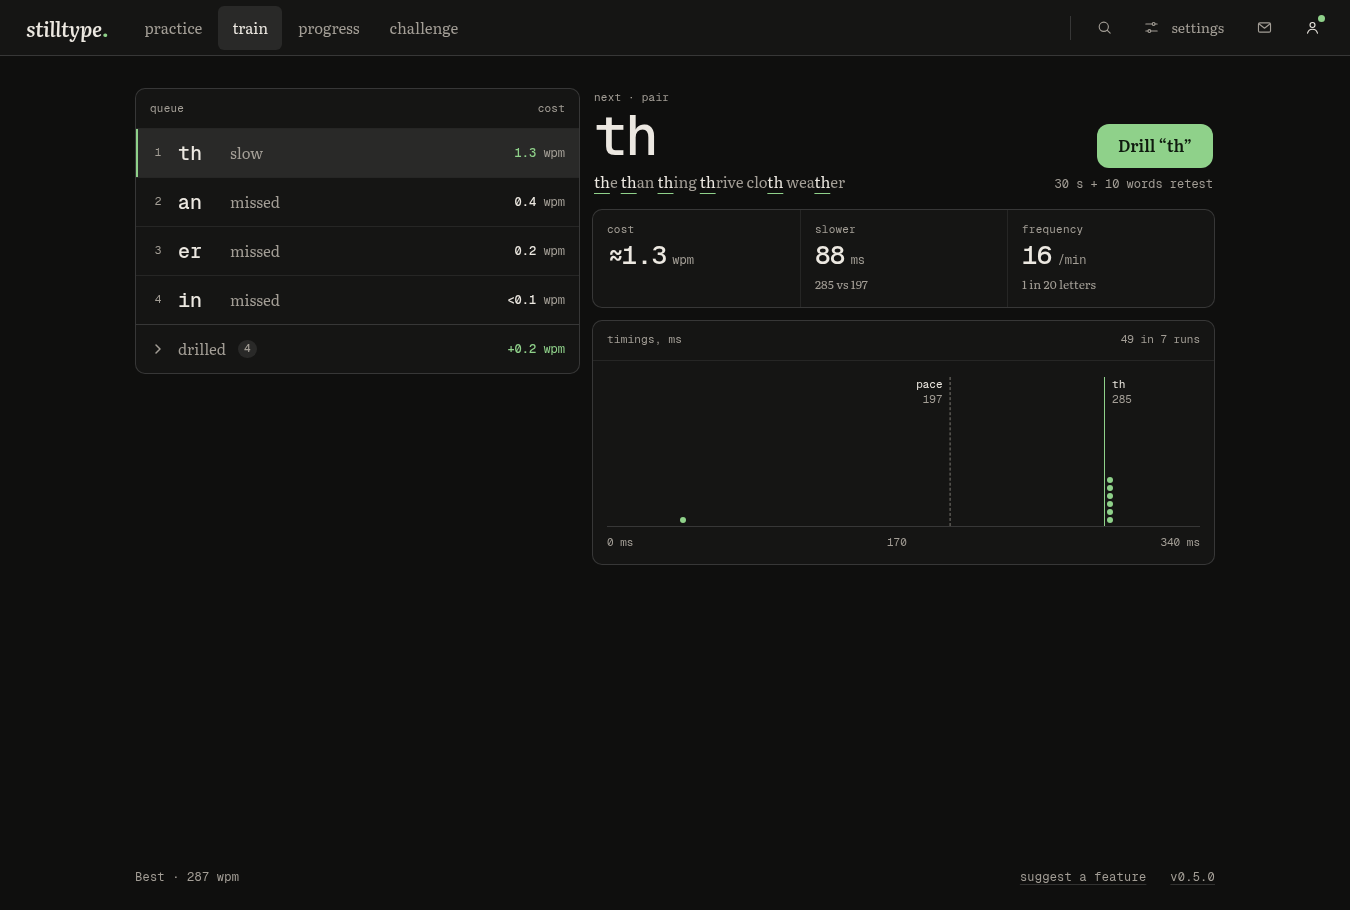 stilltype. practice train progress challenge settings
queue cost
1 th slow 1.3 wpm
2 an missed 0.4 wpm
3 er missed 0.2 wpm
4 in missed <0.1 wpm
drilled 4 +0.2 wpm
next · pair
th
Drill “th”
the than thing thrive cloth weather
30 s + 10 words retest
cost
≈1.3 wpm
slower
88 ms
285 vs 197
frequency
16 /min
1 in 20 letters
timings, ms 49 in 7 runs
pace
197
th
285
0 ms 170 340 ms
Best · 287 wpm suggest a feature v0.5.0